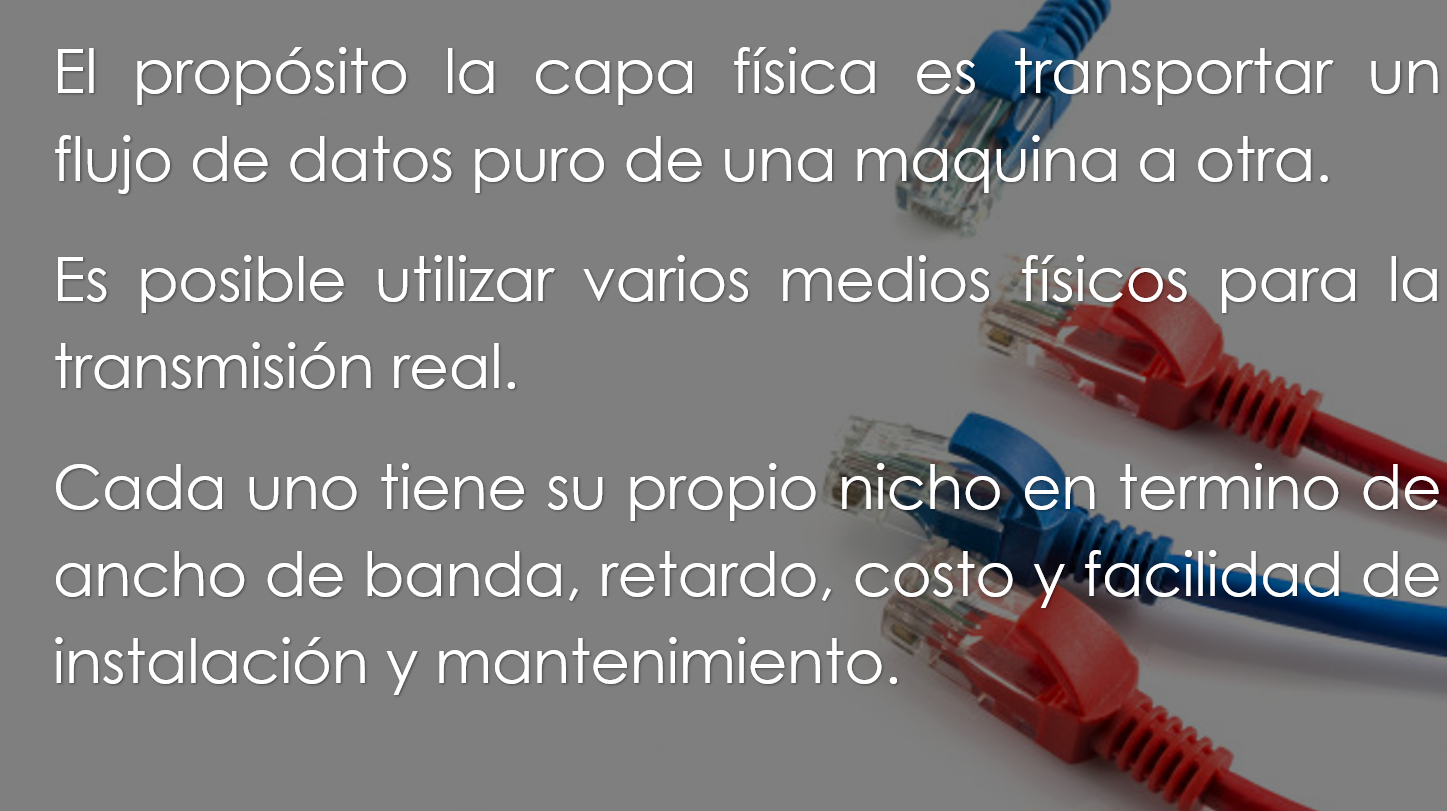 El propósito la capa física es transportar un
flujo de datos puro de una maquina a otra.
Es posible utilizar varios medios físicos para la
transmisión real.
Cada uno tiene su propio nicho en termino de
ancho de banda, retardo, costo y facilidad de
instalación y mantenimiento.